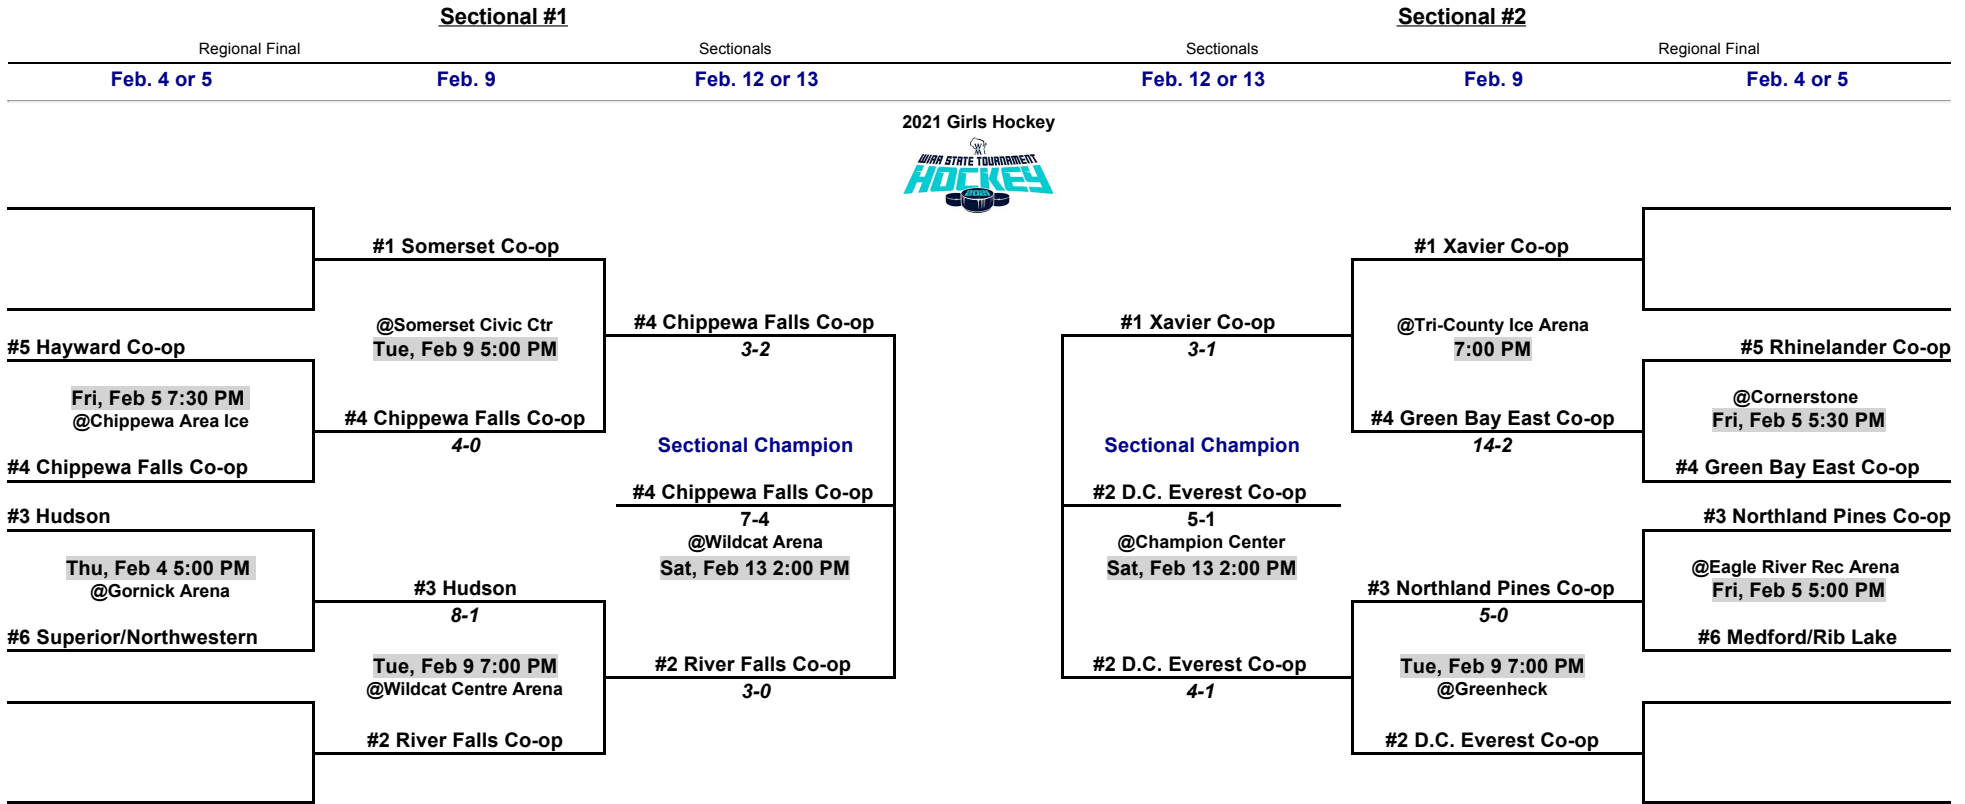 Sectional #1
Sectional #2
Regional Final
Sectionals
Sectionals
Regional Final
Feb. 4 or 5
Feb. 9
Feb. 12 or 13
Feb. 12 or 13
Feb. 9
Feb. 4 or 5
2021 Girls Hockey
WIAA STATE TOURNAMENT
HOCKEY
2021
#1 Somerset Co-op
#1 Xavier Co-op
@Somerset Civic Ctr
Tue, Feb 9 5:00 PM
#4 Chippewa Falls Co-op
3-2
#1 Xavier Co-op
3-1
@Tri-County Ice Arena
7:00 PM
#5 Hayward Co-op
#5 Rhinelander Co-op
Fri, Feb 5 7:30 PM
@Chippewa Area Ice
@Cornerstone
Fri, Feb 5 5:30 PM
#4 Chippewa Falls Co-op
4-0
#4 Green Bay East Co-op
14-2
Sectional Champion
Sectional Champion
#4 Chippewa Falls Co-op
#4 Green Bay East Co-op
#4 Chippewa Falls Co-op
7-4
@Wildcat Arena
Sat, Feb 13 2:00 PM
#2 D.C. Everest Co-op
5-1
@Champion Center
Sat, Feb 13 2:00 PM
#3 Hudson
#3 Northland Pines Co-op
Thu, Feb 4 5:00 PM
@Gornick Arena
@Eagle River Rec Arena
Fri, Feb 5 5:00 PM
#3 Hudson
8-1
#3 Northland Pines Co-op
5-0
#6 Superior/Northwestern
#6 Medford/Rib Lake
Tue, Feb 9 7:00 PM
@Wildcat Centre Arena
#2 River Falls Co-op
3-0
#2 D.C. Everest Co-op
4-1
Tue, Feb 9 7:00 PM
@Greenheck
#2 River Falls Co-op
#2 D.C. Everest Co-op